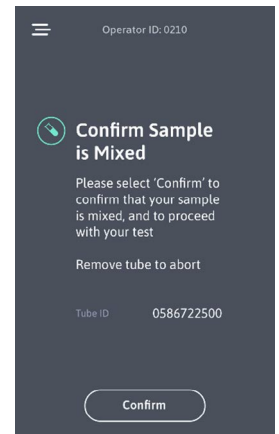 Operator ID: 0210
Confirm Sample
is Mixed
Please select ‘Confirm’ to
confirm that your sample
is mixed, and to proceed
with your test
Remove tube to abort
Tube ID 0586722500
Confirm